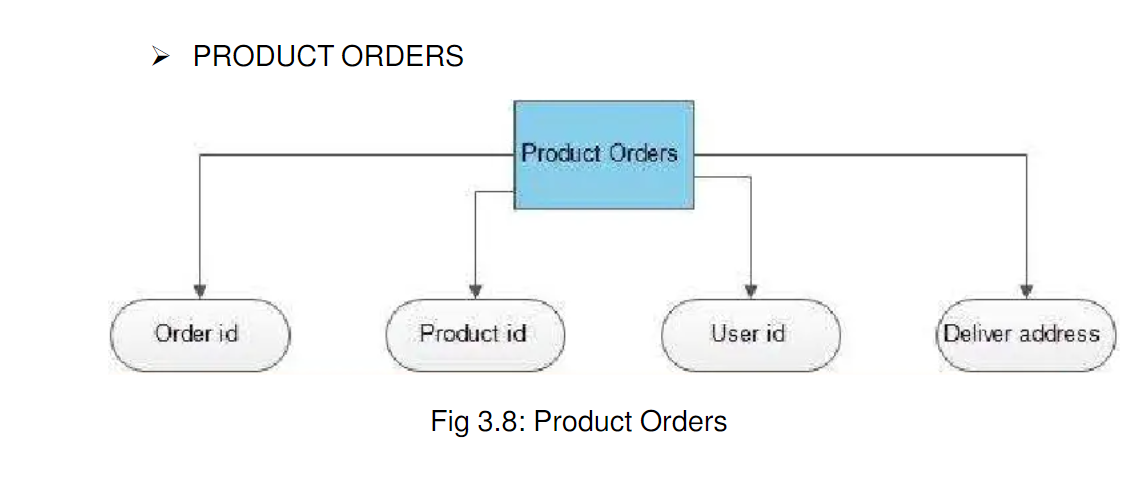 ➢ PRODUCT ORDERS
Product Orders
Order id
Product id
User id
Deliver address
Fig 3.8: Product Orders